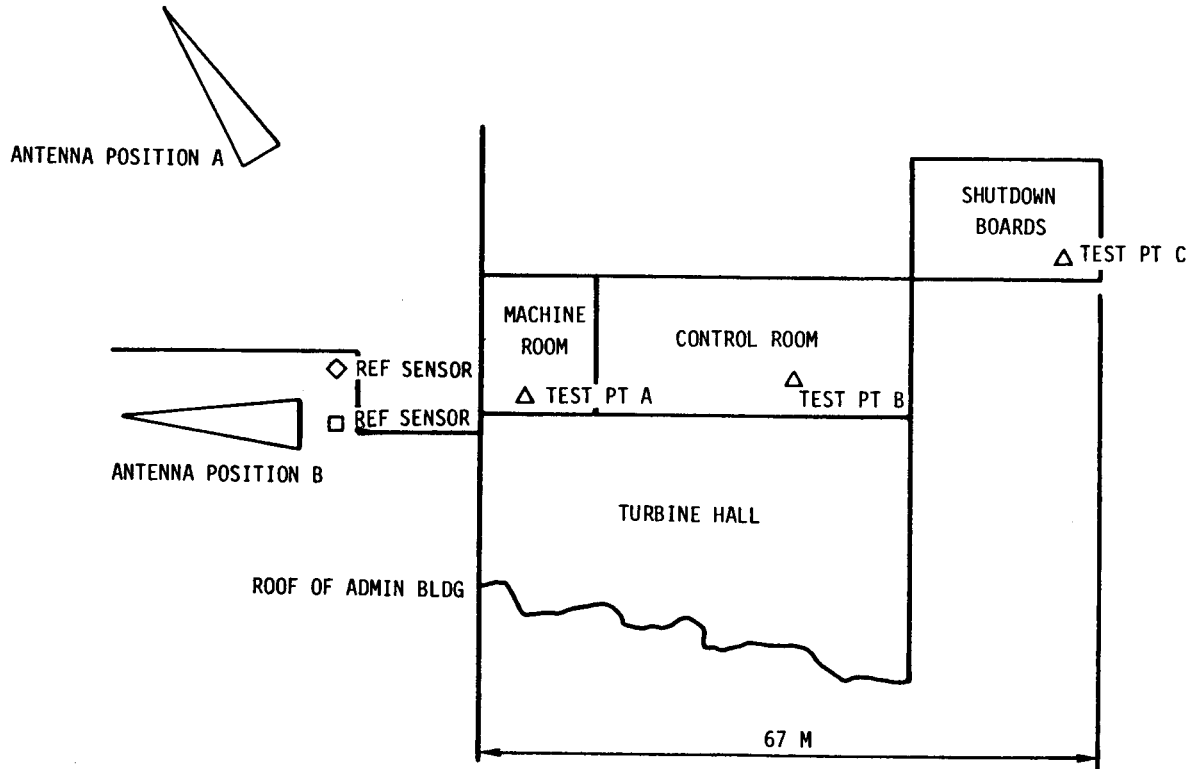 ANTENNA POSITION A
SHUTDOWN
BOARDS
TEST PT C
MACHINE
ROOM
CONTROL ROOM
REF SENSOR
TEST PT A
TEST PT B
REF SENSOR
ANTENNA POSITION B
TURBINE HALL
ROOF OF ADMIN BLDG
67 M